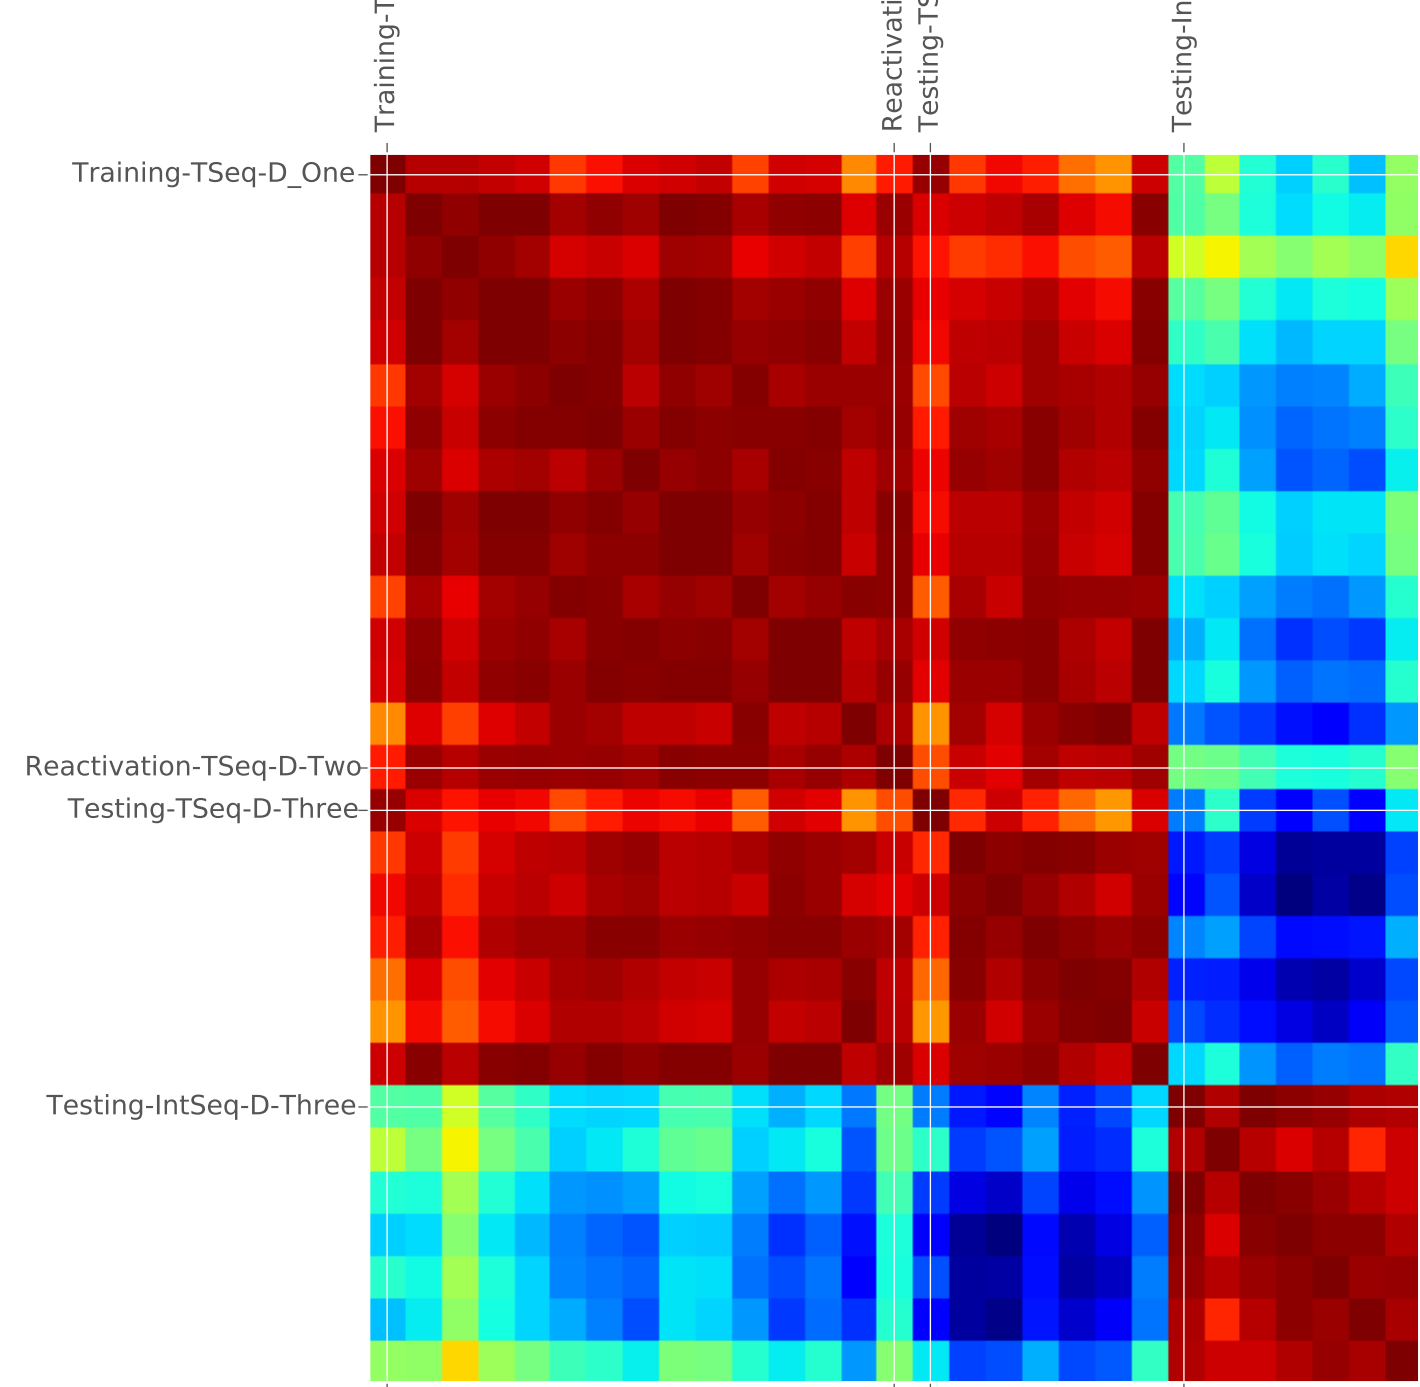 Training-T
Reactivati
Testing-TS
Testing-In
Training-TSeq-D_One
Reactivation-TSeq-D-Two
Testing-TSeq-D-Three
Testing-IntSeq-D-Three